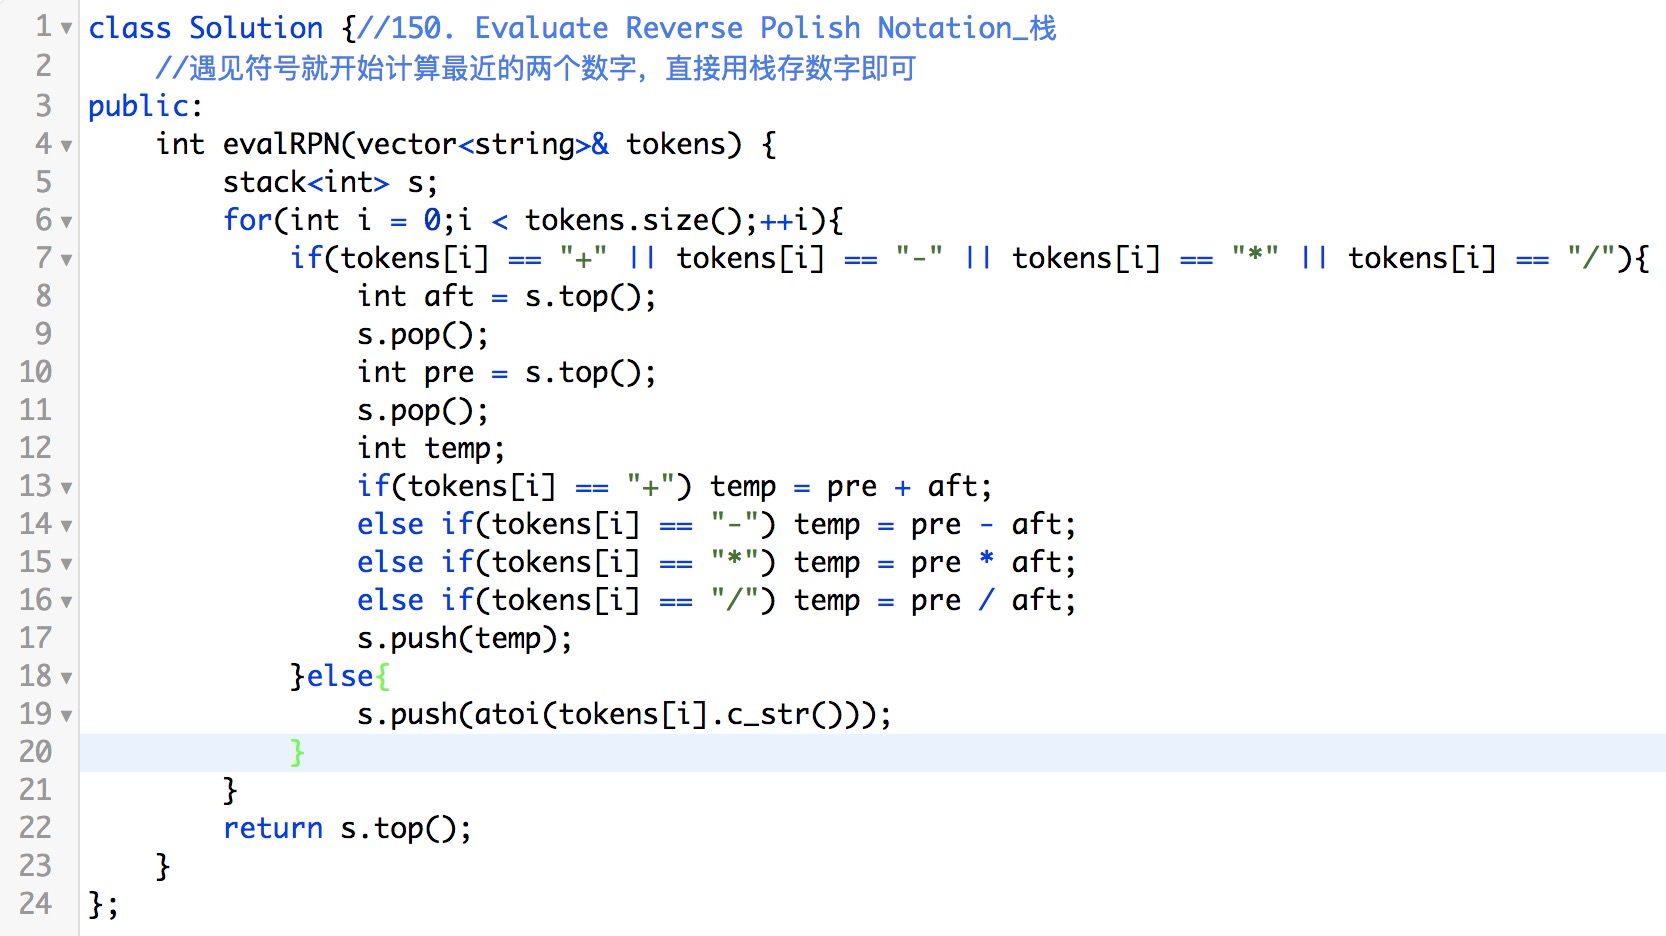 1 class Solution {//150. Evaluate Reverse Polish Notation_栈
2     //遇见符号就开始计算最近的两个数字，直接用栈存数字即可
3 public:
4     int evalRPN(vector<string>& tokens) {
5         stack<int> s;
6         for(int i = 0;i < tokens.size();++i){
7             if(tokens[i] == "+" || tokens[i] == "-" || tokens[i] == "*" || tokens[i] == "/"){
8                 int aft = s.top();
9                 s.pop();
10                 int pre = s.top();
11                 s.pop();
12                 int temp;
13                 if(tokens[i] == "+") temp = pre + aft;
14                 else if(tokens[i] == "-") temp = pre - aft;
15                 else if(tokens[i] == "*") temp = pre * aft;
16                 else if(tokens[i] == "/") temp = pre / aft;
17                 s.push(temp);
18             }else{
19                 s.push(atoi(tokens[i].c_str()));
20             }
21         }
22         return s.top();
23     }
24 };